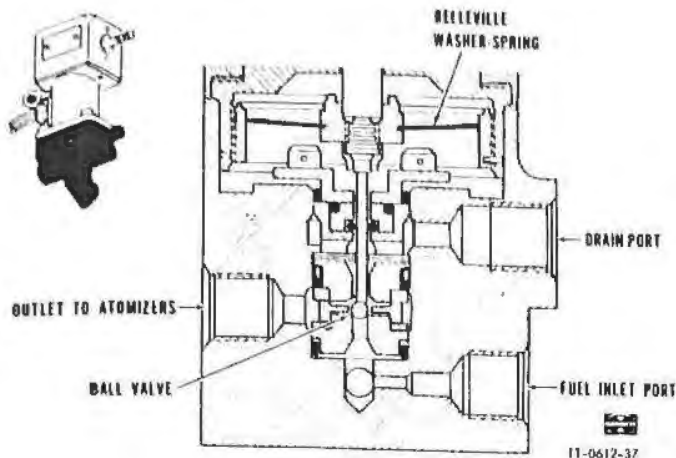 BELLEVILLE
WASHER-SPRING
DRAIN PORT
OUTLET TO ATOMIZERS
BALL VALVE
FUEL INLET PORT
11-0612-37